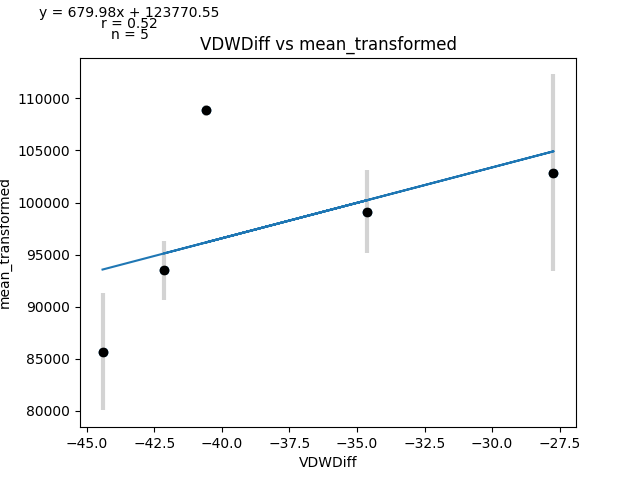 y = 679.98x + 123770.55
r = 0.52
n = 5
VDWDiff vs mean_transformed
mean_transformed
110000
105000
100000
95000
90000
85000
80000
−45.0 −42.5 −40.0 −37.5 −35.0 −32.5 −30.0 −27.5
VDWDiff